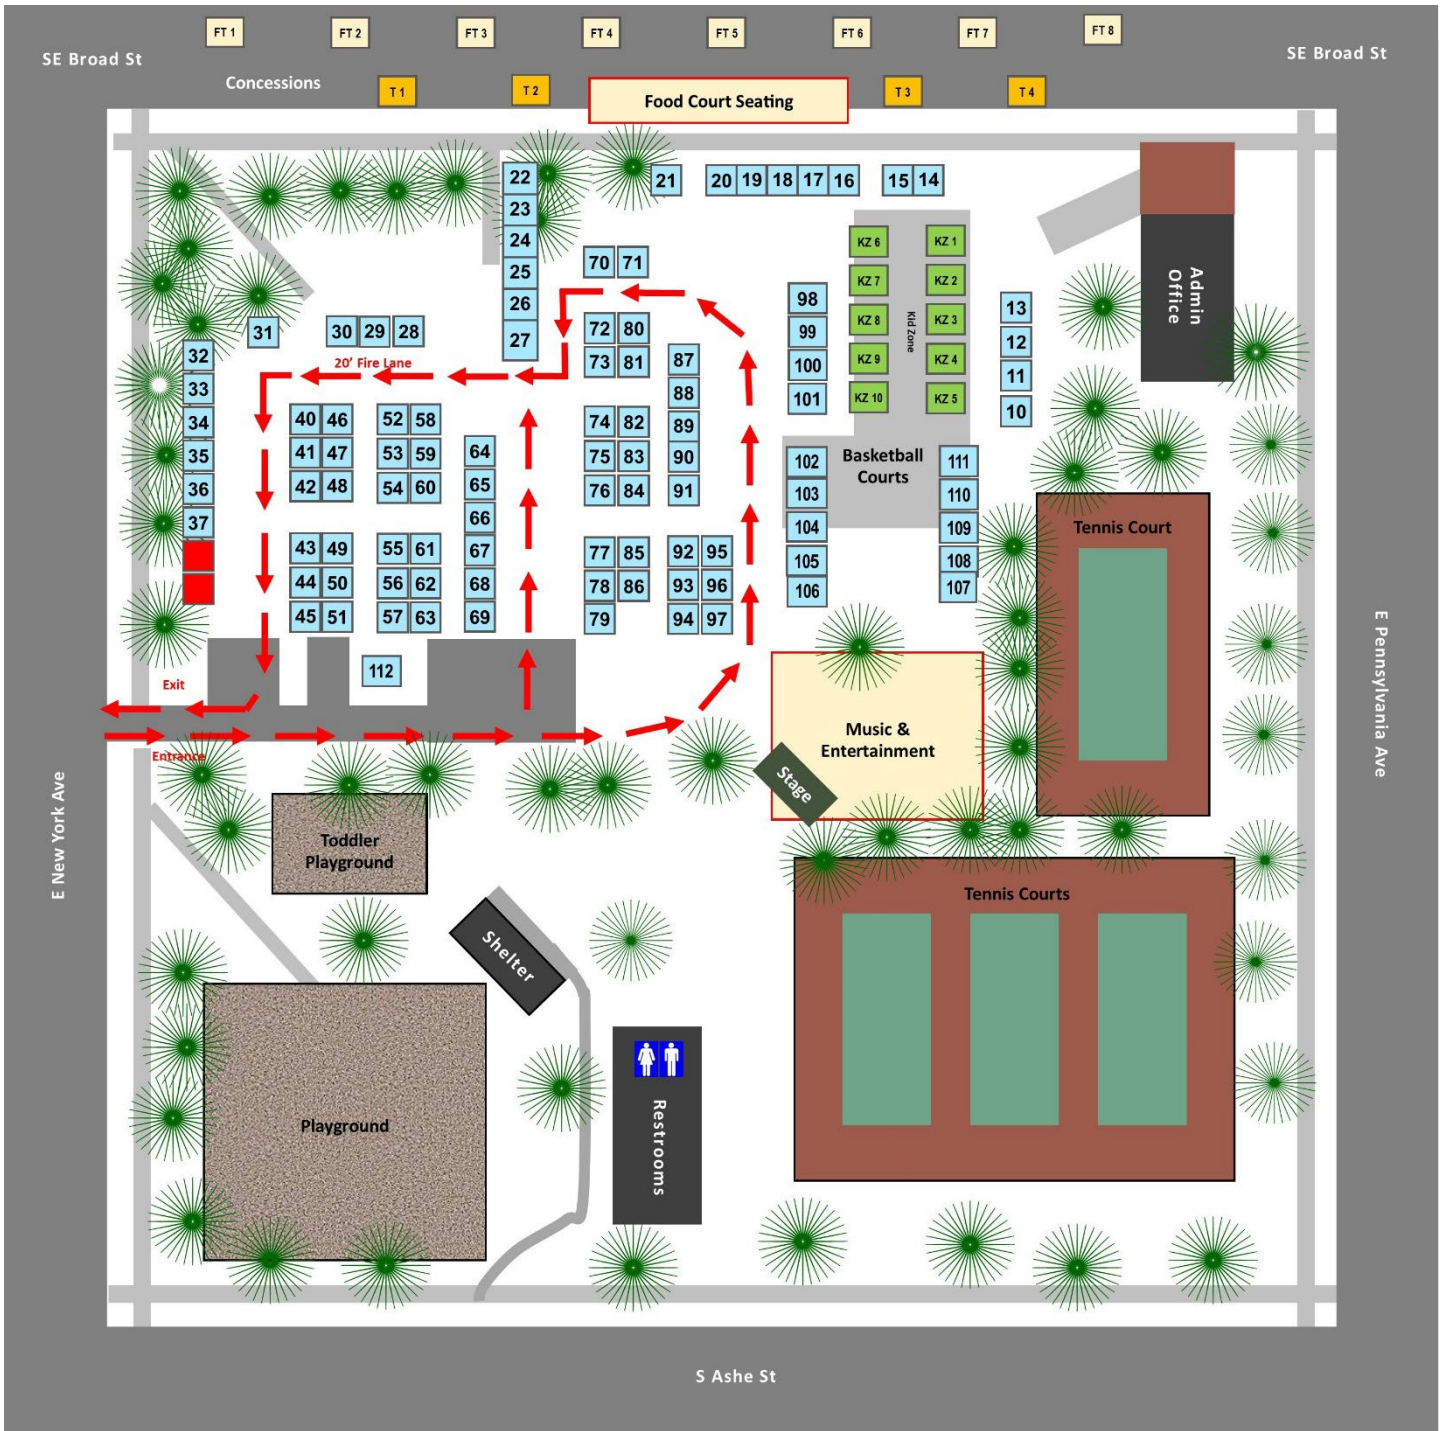 FT 1
FT 2
FT 3
FT 4
FT 5
FT 6
FT 7
FT 8
SE Broad St
SE Broad St
Concessions
T 1
T 2
Food Court Seating
T 3
T 4
22
23
24
25
26
27
21
20 19 18 17 16
15 14
70 71
KZ 6
KZ 7
KZ 8
KZ 9
KZ 10
Kid Zone
KZ 1
KZ 2
KZ 3
KZ 4
KZ 5
Admin
Office
98
99
100
101
13
12
11
10
31
30 29 28
20' Fire Lane
32
33
34
35
36
37
72 80
73 81
74 82
75 83
76 84
77 85
78 86
79
87
88
89
90
91
92 95
93 96
94 97
40 46
41 47
42 48
43 49
44 50
45 51
52 58
53 59
54 60
55 61
56 62
57 63
64
65
66
67
68
69
Basketball
Courts
102
103
104
105
106
111
110
109
108
107
Tennis Court
112
Exit
Entrance
Music &
Entertainment
Stage
E New York Ave
E Pennsylvania Ave
Toddler
Playground
Shelter
Tennis Courts
Playground
Restrooms
S Ashe St